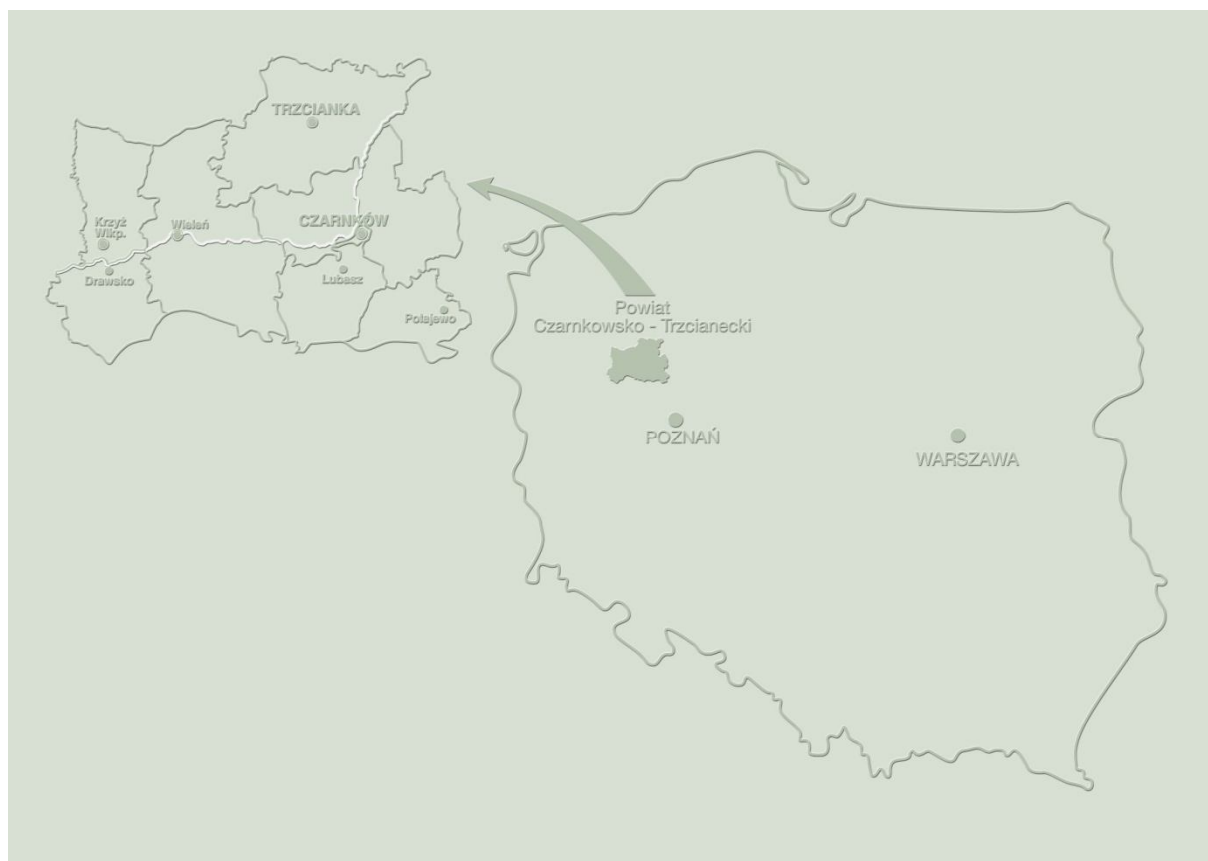 TRZCIANKA
Krzyż
Wlkp.
Wieleń
CZARNKÓW
Drawsko
Lubasz
Połajewo
Powiat
Czarnkowsko - Trzcianecki
POZNAŃ
WARSZAWA